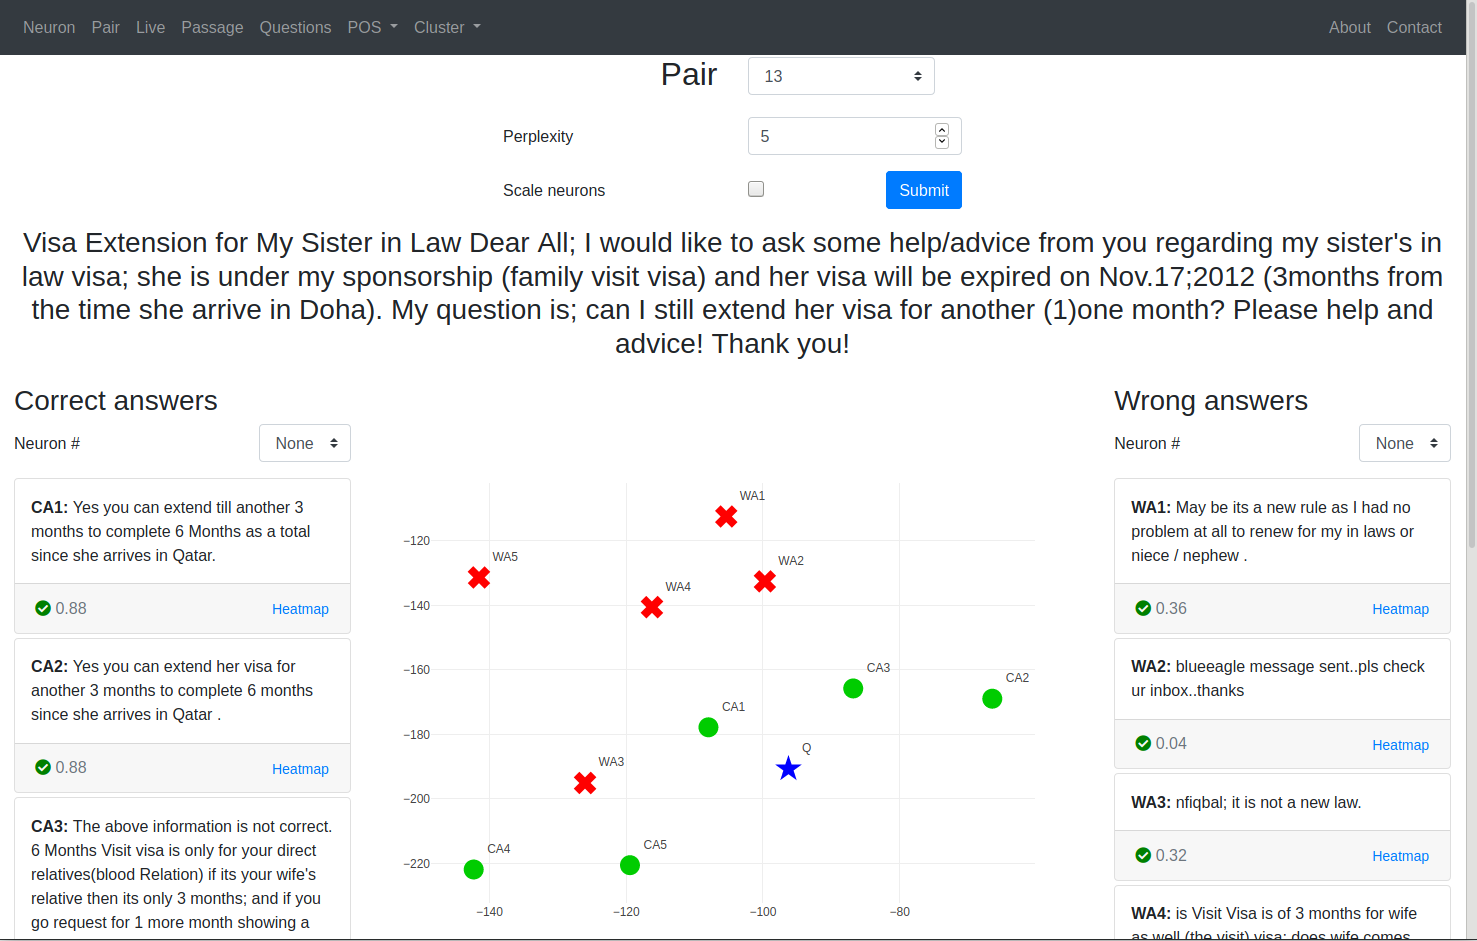 Neuron Pair Live Passage Questions POS Cluster About Contact
Pair 13
Perplexity 5
Scale neurons Submit
Visa Extension for My Sister in Law Dear All; I would like to ask some help/advice from you regarding my sister's in
law visa; she is under my sponsorship (family visit visa) and her visa will be expired on Nov.17;2012 (3months from
the time she arrive in Doha). My question is; can I still extend her visa for another (1)one month? Please help and
advice! Thank you!
Correct answers
Neuron # None
CA1: Yes you can extend till another 3
months to complete 6 Months as a total
since she arrives in Qatar.
0.88 Heatmap
CA2: Yes you can extend her visa for
another 3 months to complete 6 months
since she arrives in Qatar .
0.88 Heatmap
CA3: The above information is not correct.
6 Months Visit visa is only for your direct
relatives(blood Relation) if its your wife's
relative then its only 3 months; and if you
go request for 1 more month showing a
WA1
WA5
WA2
WA4
CA3
CA2
CA1
Q
WA3
CA4
CA5
−120
−140
−160
−180
−200
−220
−140 −120 −100 −80
Wrong answers
Neuron # None
WA1: May be its a new rule as I had no
problem at all to renew for my in laws or
niece / nephew .
0.36 Heatmap
WA2: blueeagle message sent..pls check
ur inbox..thanks
0.04 Heatmap
WA3: nfiqbal; it is not a new law.
0.32 Heatmap
WA4: is Visit Visa is of 3 months for wife
as well (the visit) visa; does wife comes